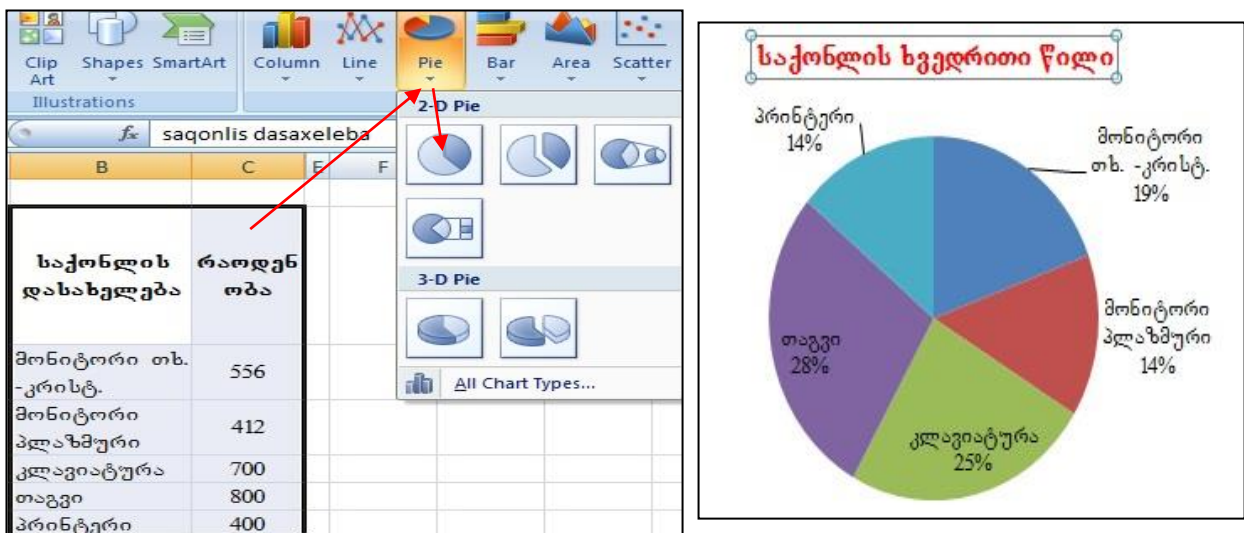 Clip Art
Shapes
SmartArt
Column
Line
Pie
Bar
Area
Scatter
Illustrations
2-D Pie
fx saqonlis dasaxeleba
B C E F
საქონლის დასახელება
რაოდენობა
3-D Pie
მონიტორი თხ. -კრისტ. 556
მონიტორი პლაზმური 412
კლავიატურა 700
თაგვი 800
პრინტერი 400
All Chart Types...
საქონლის ხვედრითი წილი
პრინტერი
14%
მონიტორი
თხ. -კრისტ.
19%
მონიტორი
პლაზმური
14%
თაგვი
28%
კლავიატურა
25%